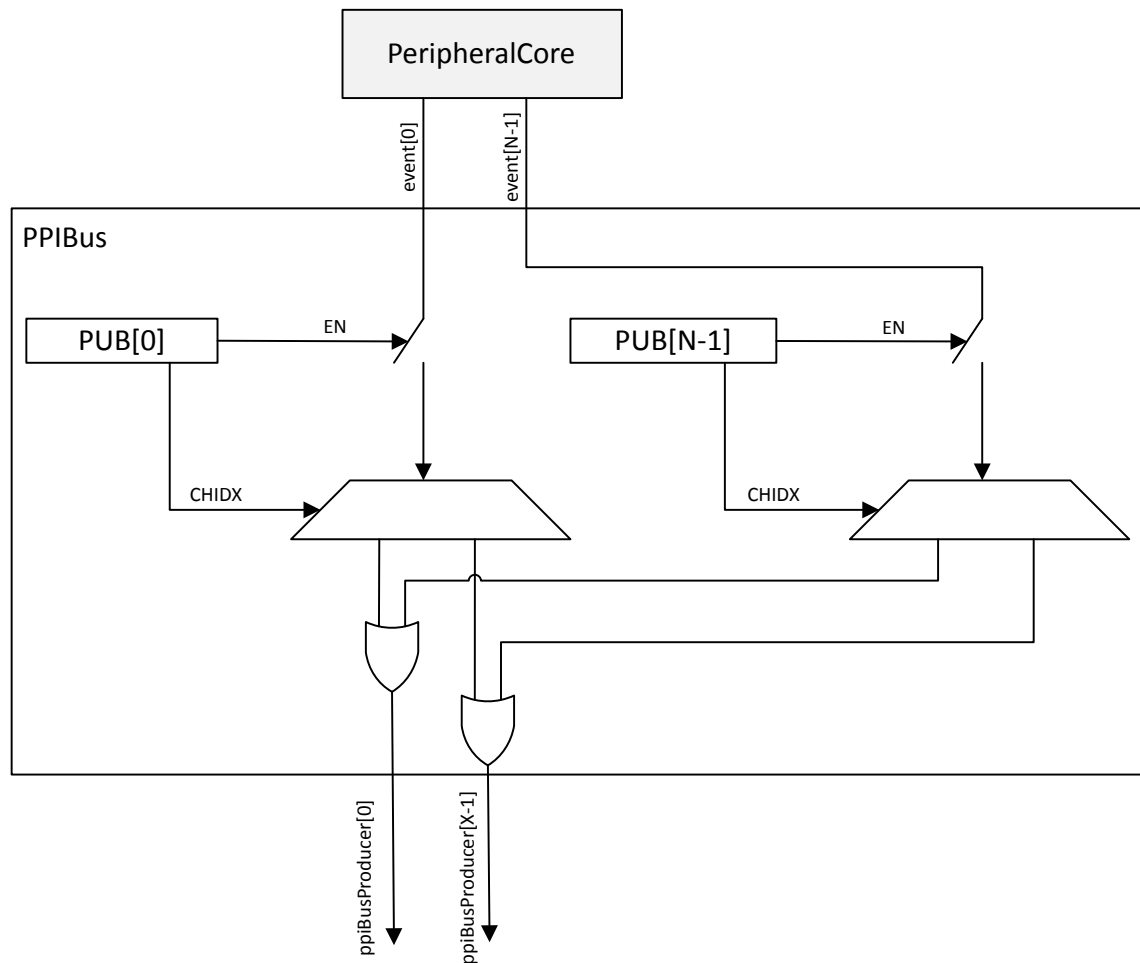 PeripheralCore
event[0]
event[N-1]
PPIBus
PUB[0]
EN
PUB[N-1]
EN
CHIDX
CHIDX
ppiBusProducer[0]
ppiBusProducer[X-1]